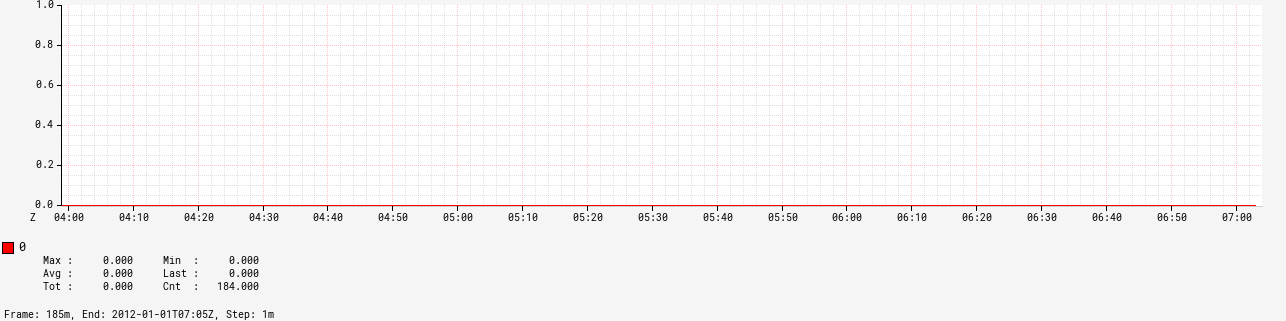 1.0
0.8
0.6
0.4
0.2
0.0
Z 04:00 04:10 04:20 04:30 04:40 04:50 05:00 05:10 05:20 05:30 05:40 05:50 06:00 06:10 06:20 06:30 06:40 06:50 07:00
0
Max : 0.000 Min : 0.000
Avg : 0.000 Last : 0.000
Tot : 0.000 Cnt : 184.000
Frame: 185m, End: 2012-01-01T07:05Z, Step: 1m